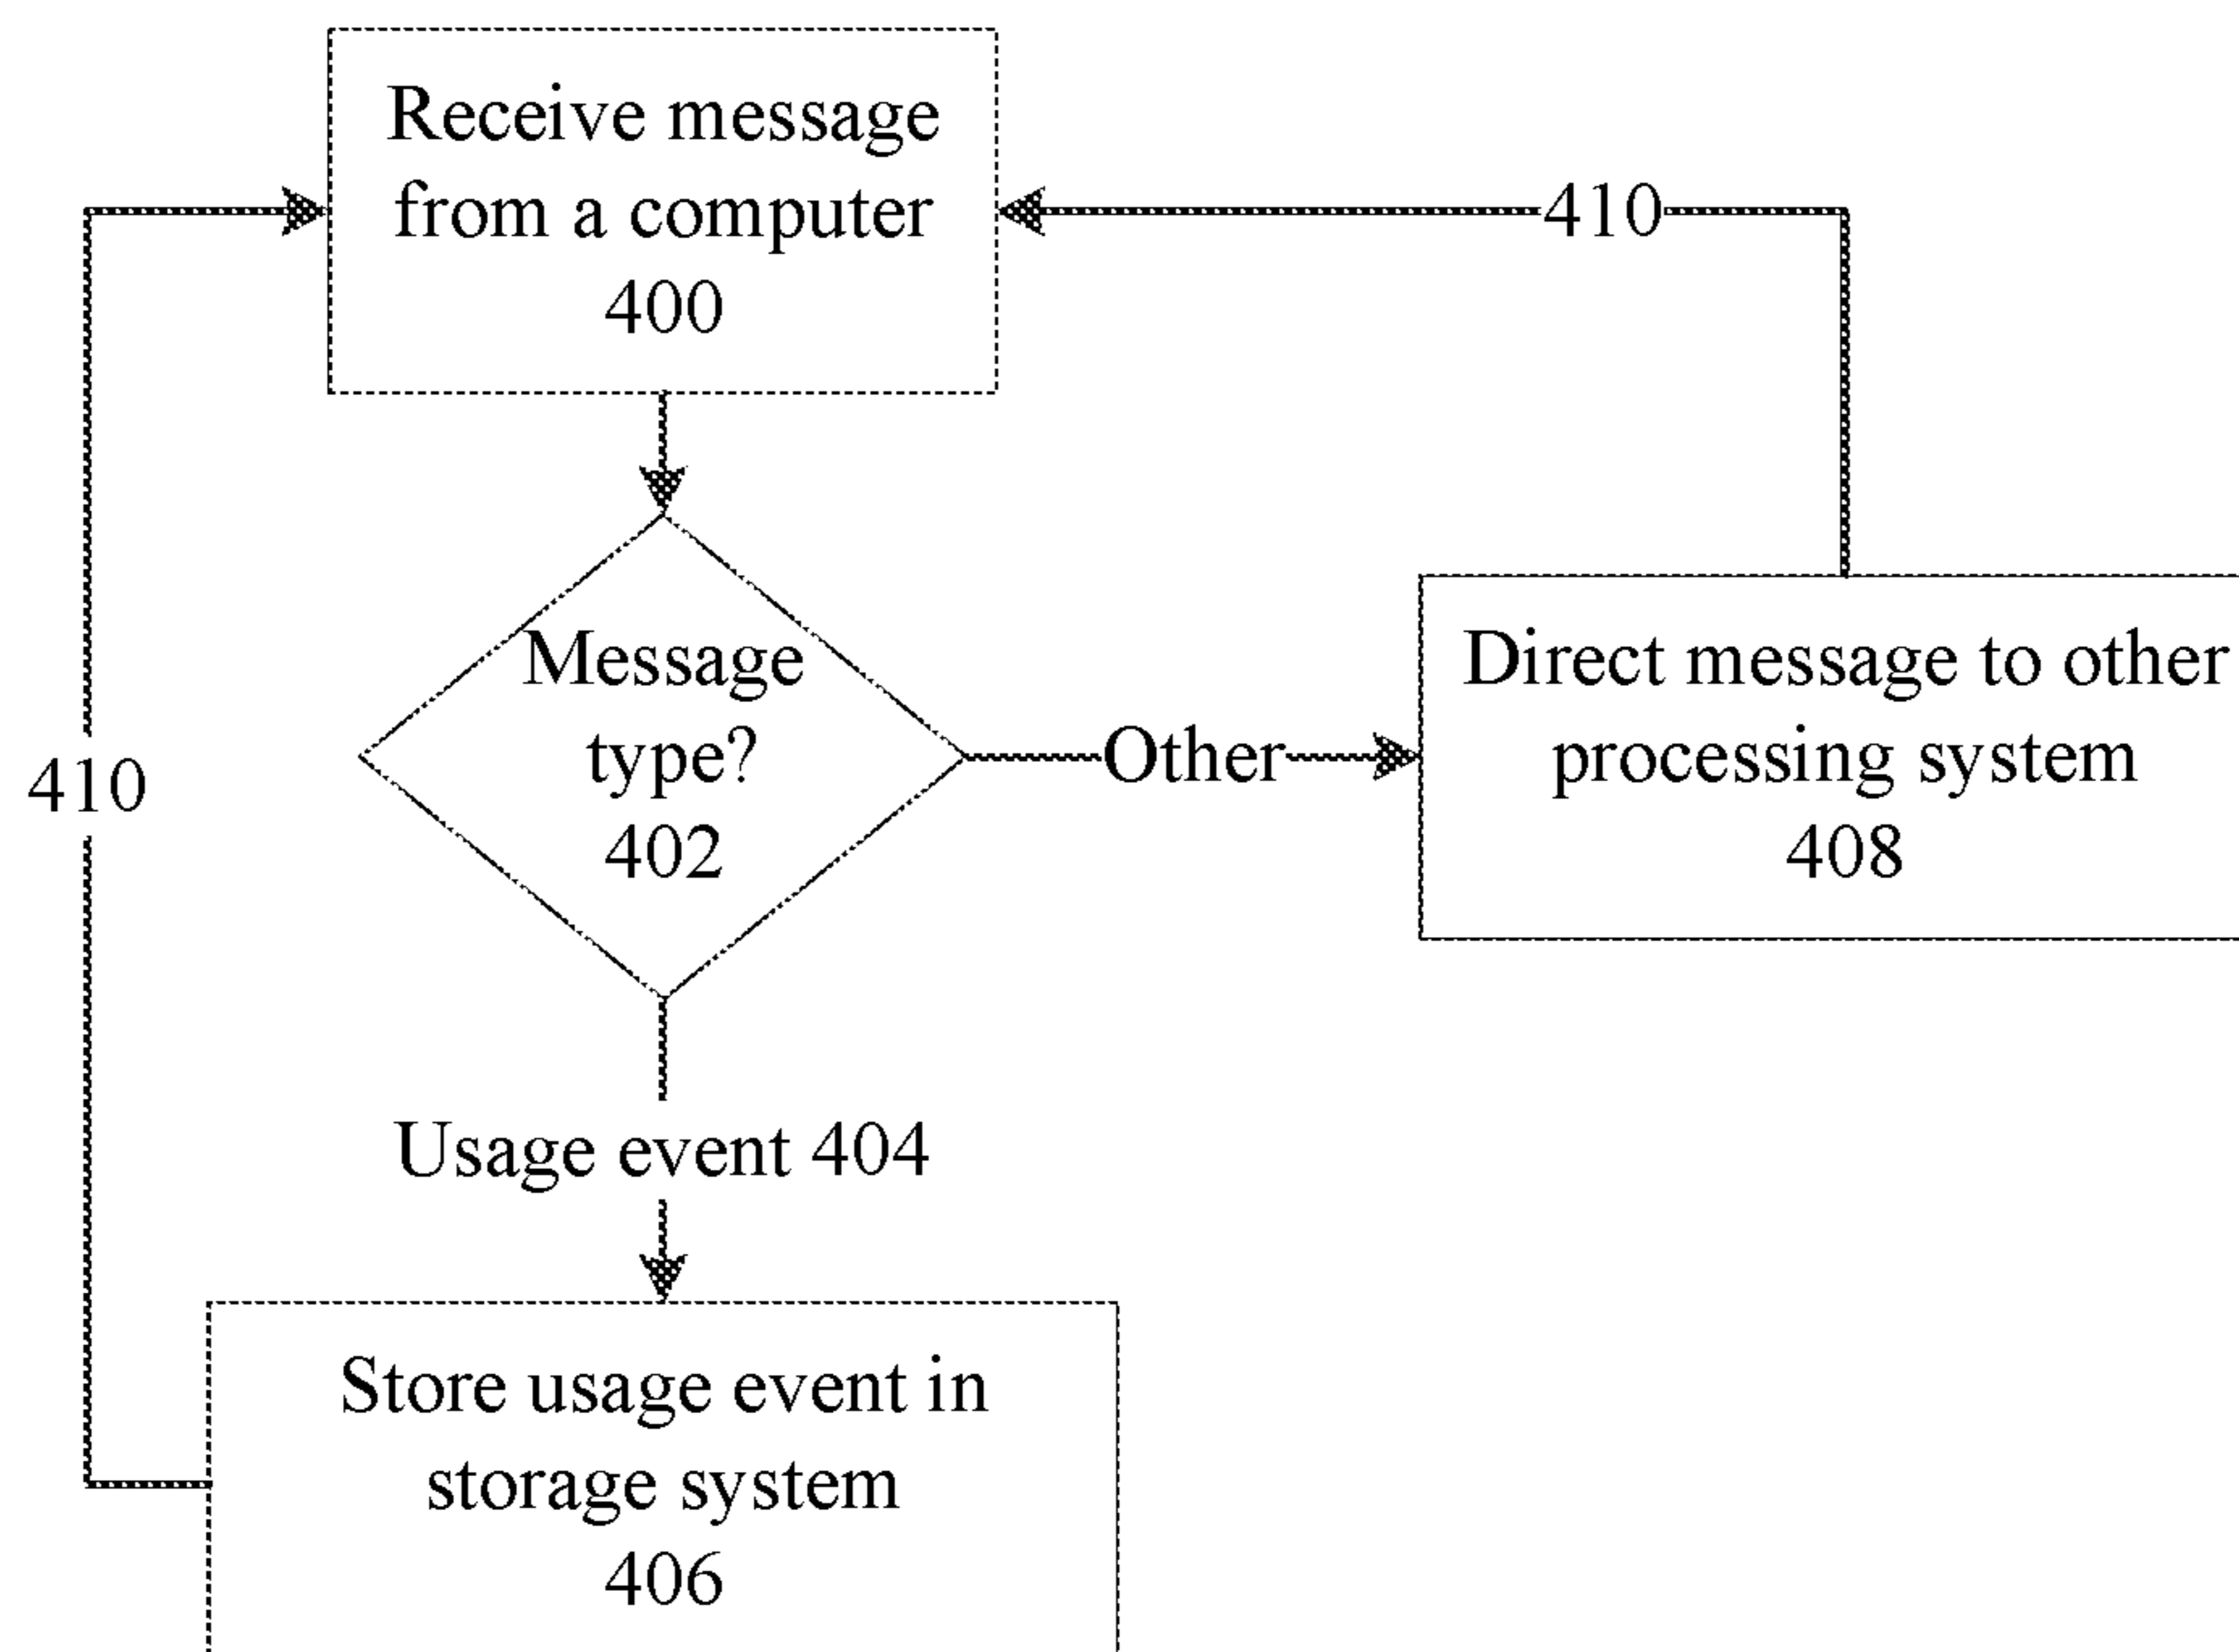 Receive message
from a computer
400
410
Message
type?
402
Other
Direct message to other
processing system
408
410
Usage event 404
Store usage event in
storage system
406